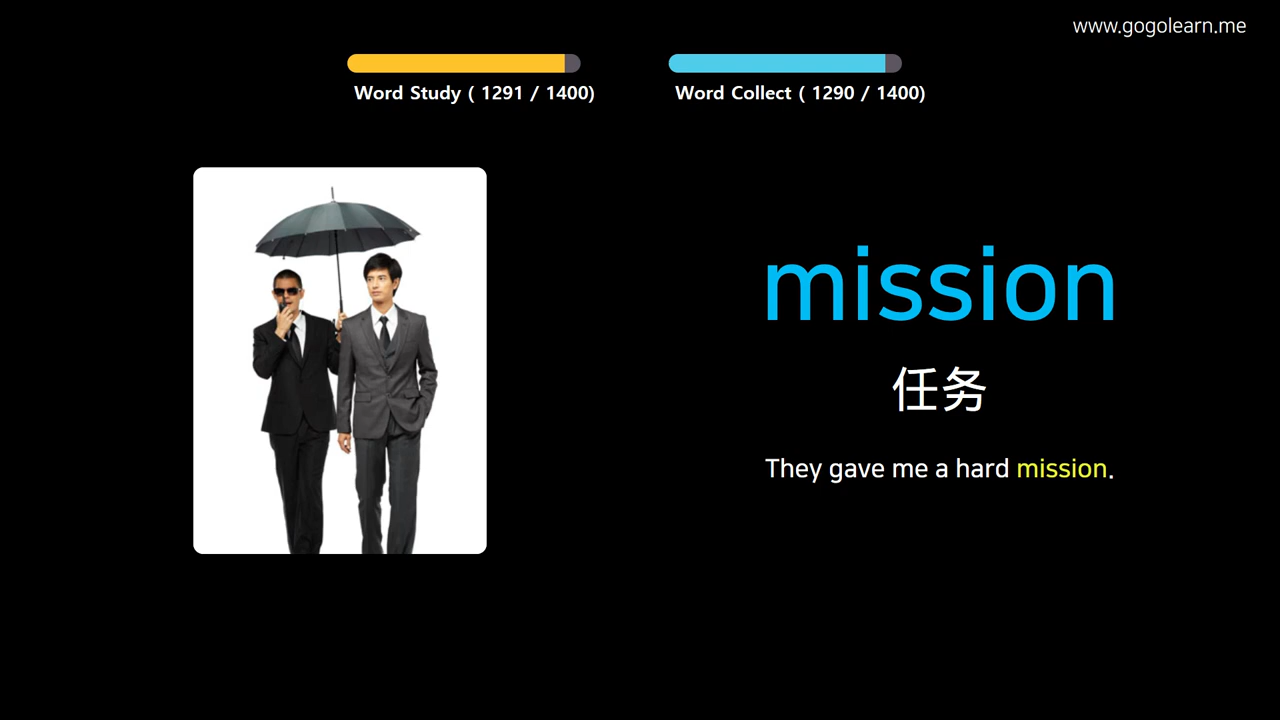 www.gogolearn.me
Word Study ( 1291 / 1400)
Word Collect ( 1290 / 1400)
mission
任务
They gave me a hard mission.